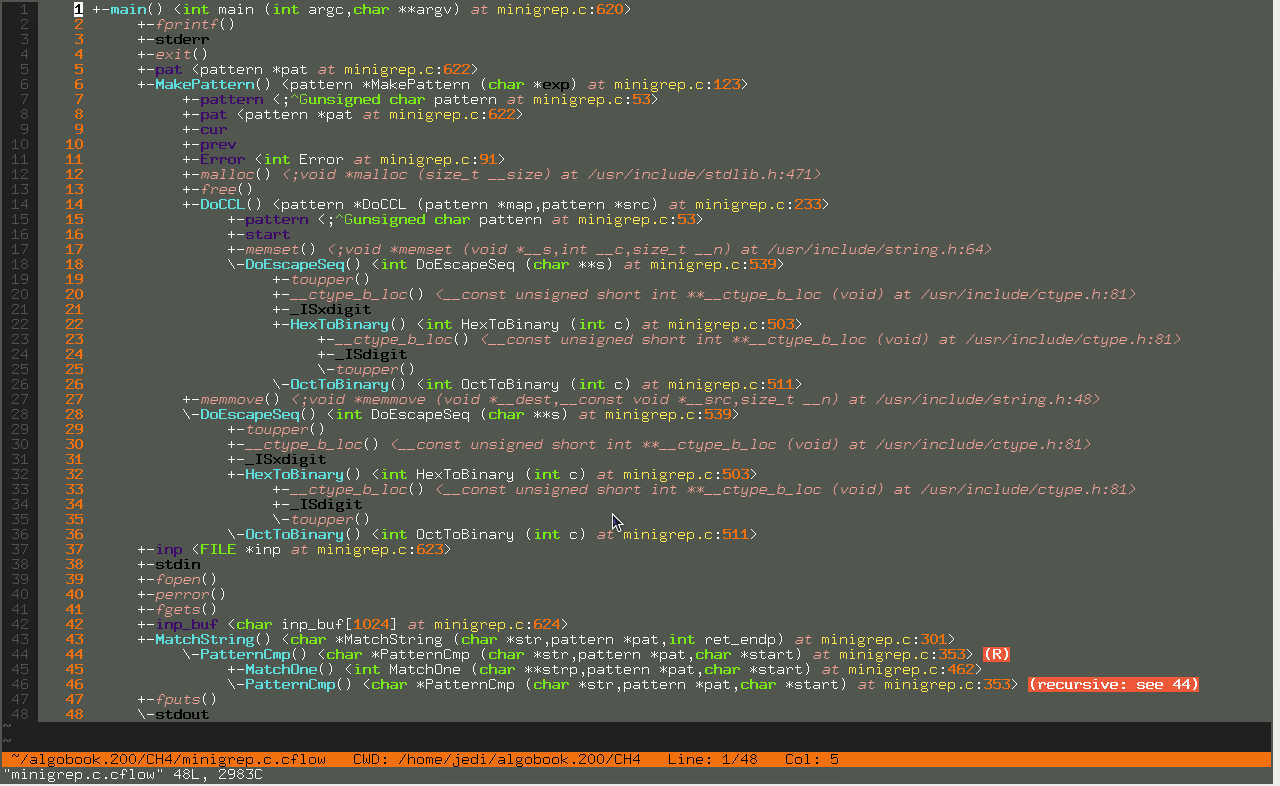 1     1 +-main() <int main (int argc,char **argv) at minigrep.c:620>
2     2      +-fprintf()
3     3      +-stderr
4     4      +-exit()
5     5      +-pat <pattern *pat at minigrep.c:622>
6     6      +-MakePattern() <pattern *MakePattern (char *exp) at minigrep.c:123>
7     7           +-pattern <;^Gunsigned char pattern at minigrep.c:53>
8     8           +-pat <pattern *pat at minigrep.c:622>
9     9           +-cur
10    10           +-prev
11    11           +-Error <int Error at minigrep.c:91>
12    12           +-malloc() <;void *malloc (size_t __size) at /usr/include/stdlib.h:471>
13    13           +-free()
14    14           +-DoCCL() <pattern *DoCCL (pattern *map,pattern *src) at minigrep.c:233>
15    15                +-pattern <;^Gunsigned char pattern at minigrep.c:53>
16    16                +-start
17    17                +-memset() <;void *memset (void *__s,int __c,size_t __n) at /usr/include/string.h:64>
18    18                \-DoEscapeSeq() <int DoEscapeSeq (char **s) at minigrep.c:539>
19    19                     +-toupper()
20    20                     +-__ctype_b_loc() <__const unsigned short int **__ctype_b_loc (void) at /usr/include/ctype.h:81>
21    21                     +-_ISxdigit
22    22                     +-HexToBinary() <int HexToBinary (int c) at minigrep.c:503>
23    23                          +-__ctype_b_loc() <__const unsigned short int **__ctype_b_loc (void) at /usr/include/ctype.h:81>
24    24                          +-_ISdigit
25    25                          \-toupper()
26    26                     \-OctToBinary() <int OctToBinary (int c) at minigrep.c:511>
27    27           +-memmove() <;void *memmove (void *__dest,__const void *__src,size_t __n) at /usr/include/string.h:48>
28    28           \-DoEscapeSeq() <int DoEscapeSeq (char **s) at minigrep.c:539>
29    29                +-toupper()
30    30                +-__ctype_b_loc() <__const unsigned short int **__ctype_b_loc (void) at /usr/include/ctype.h:81>
31    31                +-_ISxdigit
32    32                +-HexToBinary() <int HexToBinary (int c) at minigrep.c:503>
33    33                     +-__ctype_b_loc() <__const unsigned short int **__ctype_b_loc (void) at /usr/include/ctype.h:81>
34    34                     +-_ISdigit
35    35                     \-toupper()
36    36                \-OctToBinary() <int OctToBinary (int c) at minigrep.c:511>
37    37      +-inp <FILE *inp at minigrep.c:623>
38    38      +-stdin
39    39      +-fopen()
40    40      +-perror()
41    41      +-fgets()
42    42      +-inp_buf <char inp_buf[1024] at minigrep.c:624>
43    43      +-MatchString() <char *MatchString (char *str,pattern *pat,int ret_endp) at minigrep.c:301>
44    44           \-PatternCmp() <char *PatternCmp (char *str,pattern *pat,char *start) at minigrep.c:353> (R)
45    45                +-MatchOne() <int MatchOne (char **strp,pattern *pat,char *start) at minigrep.c:462>
46    46                \-PatternCmp() <char *PatternCmp (char *str,pattern *pat,char *start) at minigrep.c:353> (recursive: see 44)
47    47      +-fputs()
48    48      \-stdout
~
~
~/algobook.200/CH4/minigrep.c.cflow   CWD: /home/jedi/algobook.200/CH4   Line: 1/48   Col: 5
"minigrep.c.cflow" 48L, 2983C